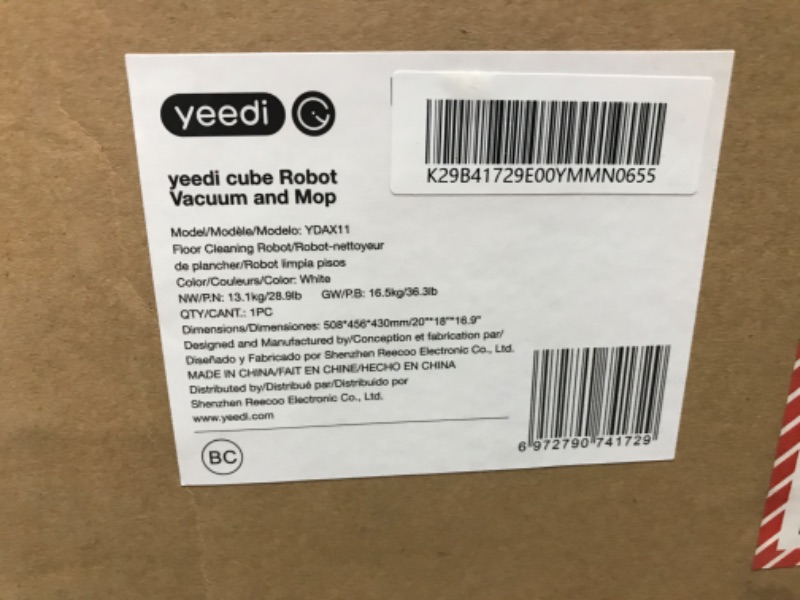 yeedi
K29B41729E00YMMN0655
yeedi cube Robot
Vacuum and Mop
Model/Modèle/Modelo: YDAX11
Floor Cleaning Robot/Robot-nettoyeur
de plancher/Robot limpia pisos
Color/Couleurs/Color: White
NW/P.N: 13.1kg/28.9lb GW/P.B: 16.5kg/36.3lb
QTY/CANT.: 1PC
Dimensions/Dimensiones: 508*456*430mm/20"*18"*16.9"
Designed and Manufactured by/Conception et fabrication par/
Diseñado y Fabricado por Shenzhen Reecoo Electronic Co., Ltd.
MADE IN CHINA/FAIT EN CHINE/HECHO EN CHINA
Distributed by/Distribué par/Distribuido por
Shenzhen Reecoo Electronic Co., Ltd.
www.yeedi.com
BC
6 972790 741729